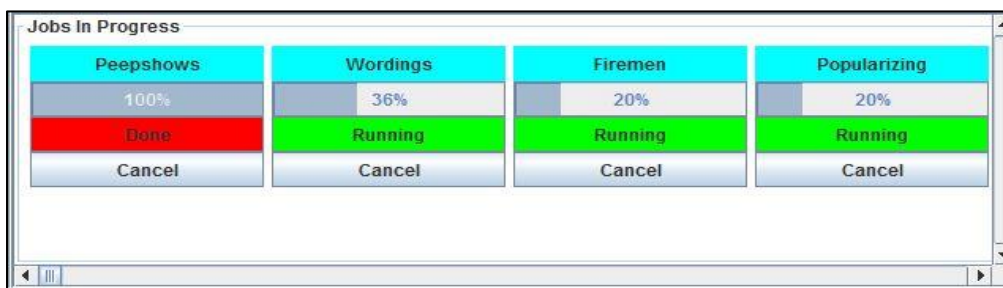 Jobs In Progress
Peepshows Wordings Firemen Popularizing
100% 36% 20% 20%
Done Running Running Running
Cancel Cancel Cancel Cancel